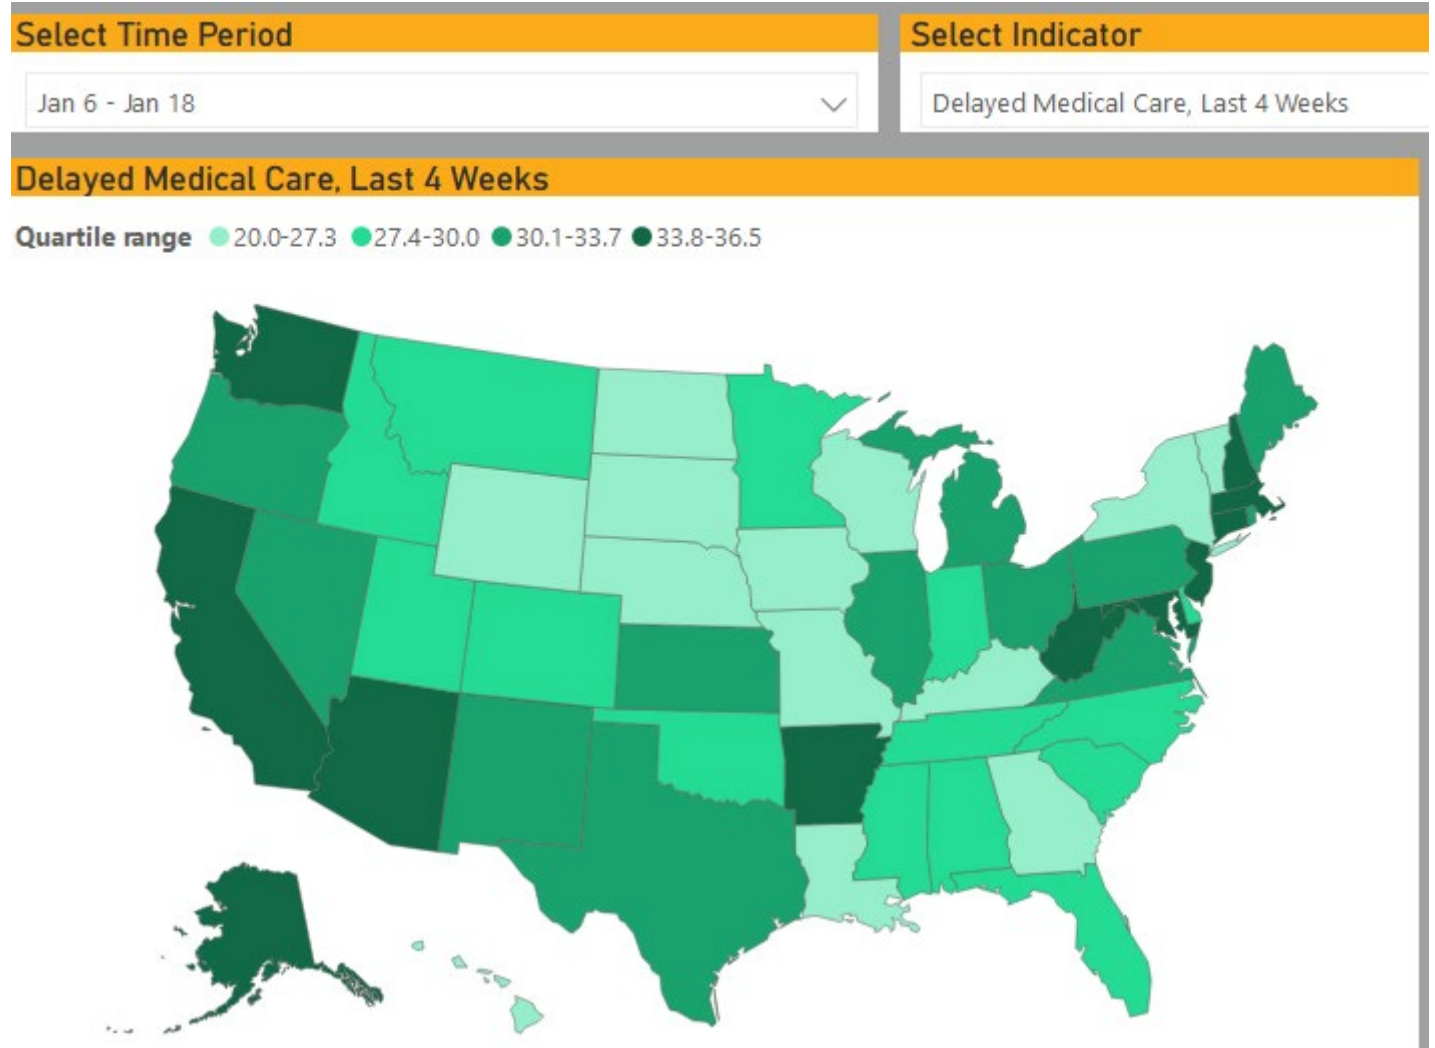 Select Time Period
Select Indicator
Jan 6 - Jan 18
Delayed Medical Care, Last 4 Weeks
Delayed Medical Care, Last 4 Weeks
Quartile range 20.0-27.3 27.4-30.0 30.1-33.7 33.8-36.5